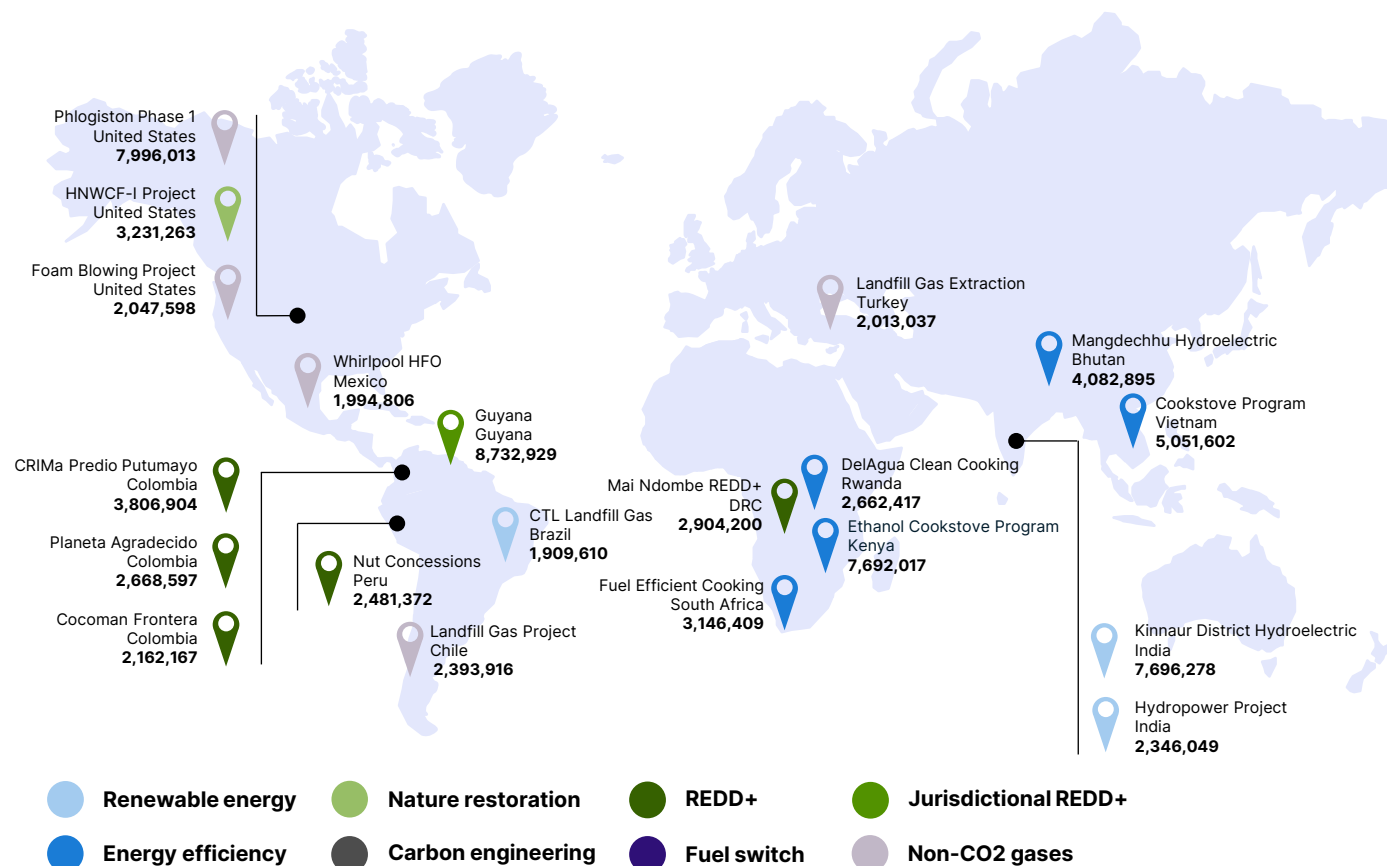 Phlogiston Phase 1
United States
7,996,013
HNWCF-I Project
United States
3,231,263
Foam Blowing Project
United States
2,047,598
Whirlpool HFO
Mexico
1,994,806
Guyana
Guyana
8,732,929
CRIMa Predio Putumayo
Colombia
3,806,904
Planeta Agradecido
Colombia
2,668,597
Cocoman Frontera
Colombia
2,162,167
Nut Concessions
Peru
2,481,372
CTL Landfill Gas
Brazil
1,909,610
Landfill Gas Project
Chile
2,393,916
Landfill Gas Extraction
Turkey
2,013,037
Mangdechhu Hydroelectric
Bhutan
4,082,895
Cookstove Program
Vietnam
5,051,602
DelAgua Clean Cooking
Rwanda
2,662,417
Mai Ndombe REDD+
DRC
2,904,200
Ethanol Cookstove Program
Kenya
7,692,017
Fuel Efficient Cooking
South Africa
3,146,409
Kinnaur District Hydroelectric
India
7,696,278
Hydropower Project
India
2,346,049
Renewable energy
Nature restoration
REDD+
Jurisdictional REDD+
Energy efficiency
Carbon engineering
Fuel switch
Non-CO2 gases